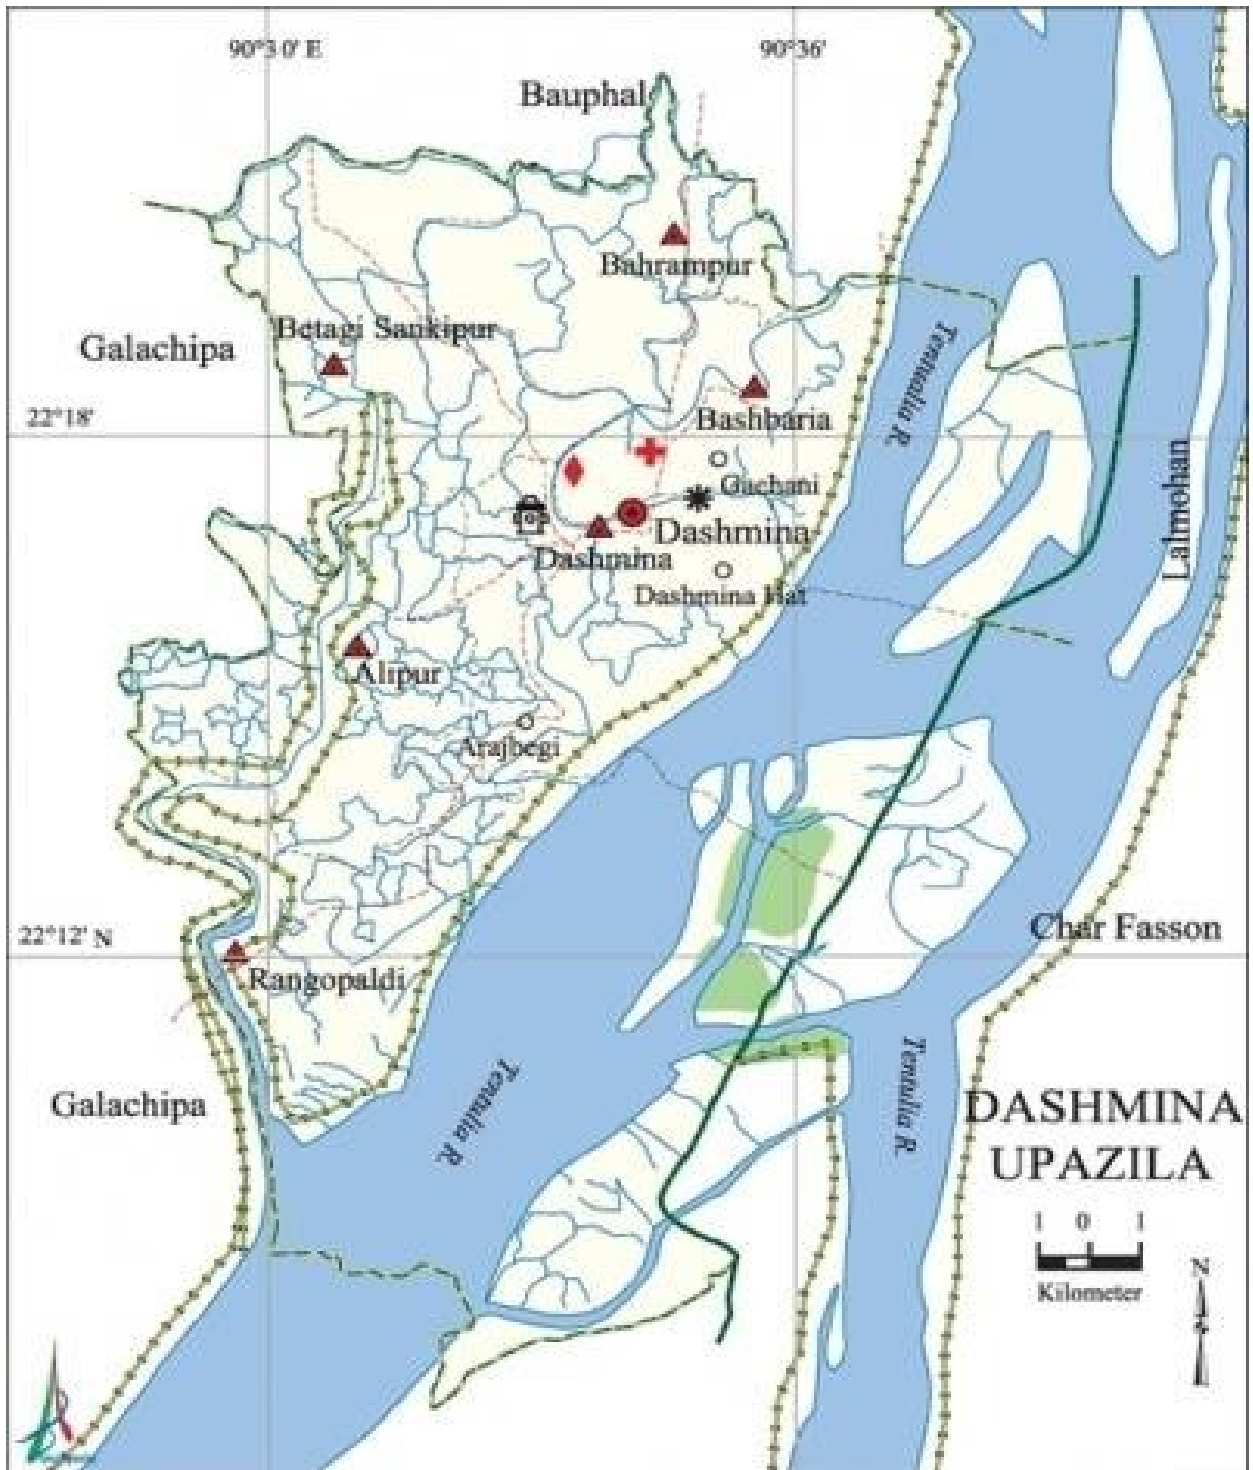 90°30' E
90°36'
Bauphal
Bahrampur
Betagi Sankipur
Galachipa
Tentualia R.
22°18'
Bashbaria
Gachani
Lalmohan
Dashmina
Dashmina
Dashmina Hat
Alipur
Arajbegi
22°12' N
Char Fasson
Rangopaldi
Tentulia R.
Tentulia R.
Galachipa
DASHMINA
UPAZILA
1 0 1
Kilometer
N